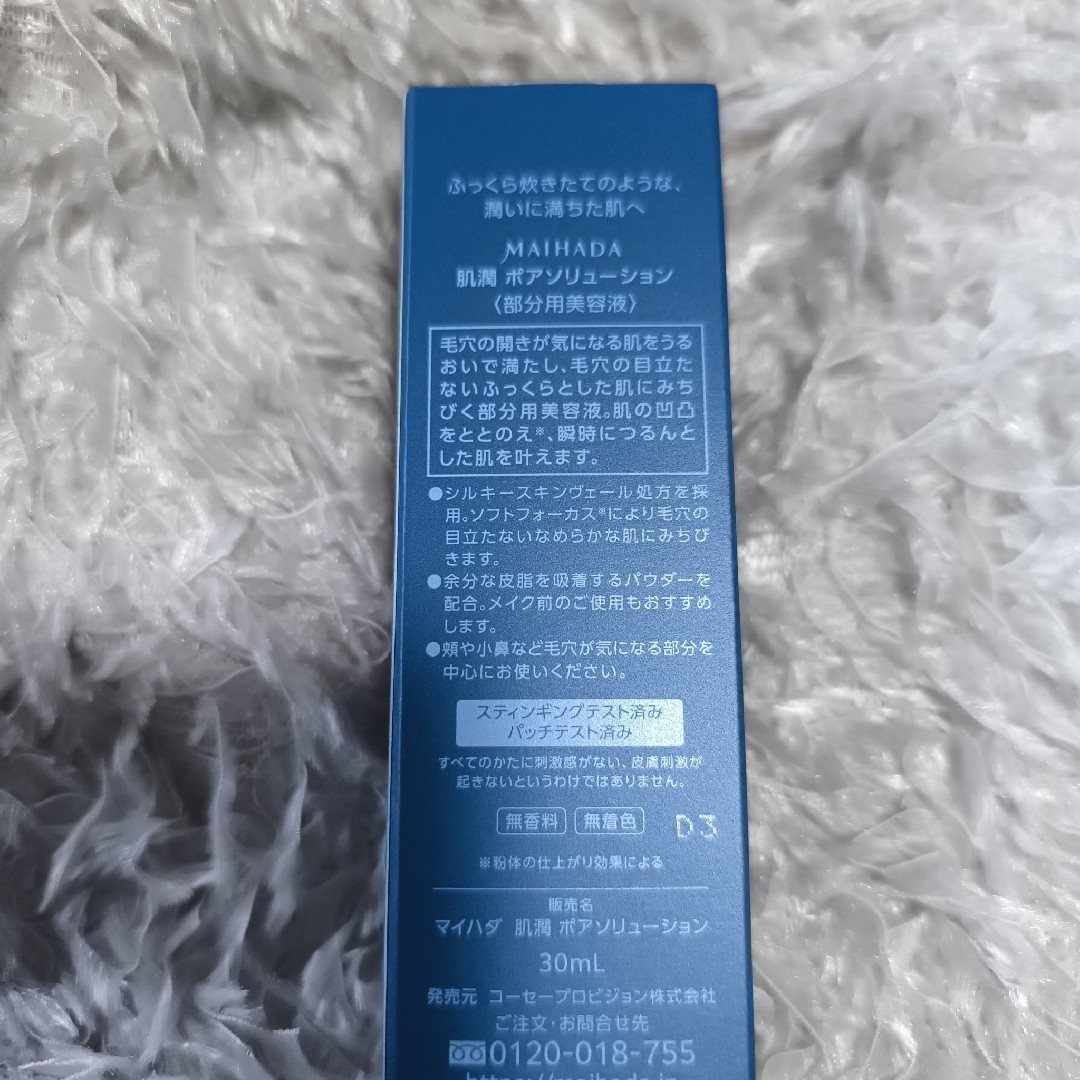 ふっくら炊きたてのような、
潤いに満ちた肌へ
MAIHADA
肌潤 ポアソリューション
〈部分用美容液〉
毛穴の開きが気になる肌をうる
おいで満たし、毛穴の目立た
ないふっくらとした肌にみち
びく部分用美容液。肌の凹凸
をととのえ※、瞬時につるんと
した肌を叶えます。
●シルキースキンヴェール処方を採
用。ソフトフォーカス※により毛穴の
目立たないなめらかな肌にみちび
きます。
●余分な皮脂を吸着するパウダーを
配合。メイク前のご使用もおすすめ
します。
●頬や小鼻など毛穴が気になる部分を
中心にお使いください。
スティンギングテスト済み
パッチテスト済み
すべてのかたに刺激感がない、皮膚刺激が
起きないというわけではありません。
無香料 無着色 D3
※粉体の仕上がり効果による
販売名
マイハダ 肌潤 ポアソリューション
30mL
発売元 コーセープロビジョン株式会社
ご注文・お問合せ先
0120-018-755
https://maihada.jp